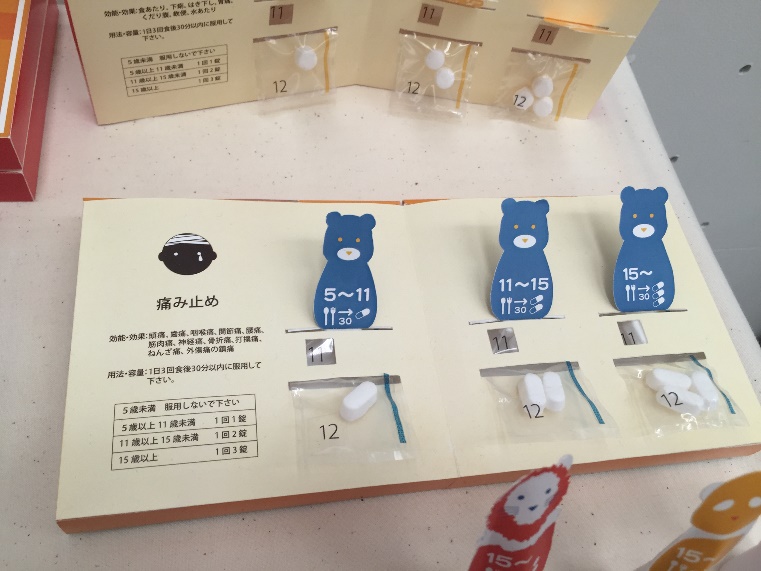 効能・効果：食あたり、下痢、はき下し、胃痛、
くだり腹、軟便、水あたり
用法・容量：1日3回食後30分以内に服用して
下さい。
5歳未満 服用しないで下さい
5歳以上11歳未満 1回1錠
11歳以上15歳未満 1回2錠
15歳以上 1回3錠
11
11
11
12
12
12
痛み止め
効能・効果：頭痛、歯痛、咽喉痛、関節痛、腰痛、
筋肉痛、神経痛、骨折痛、打撲痛、
ねんざ痛、外傷痛の鎮痛
用法・容量：1日3回食後30分以内に服用して
下さい。
5歳未満 服用しないで下さい
5歳以上11歳未満 1回1錠
11歳以上15歳未満 1回2錠
15歳以上 1回3錠
5〜11
30
11〜15
30
15〜
30
11
11
11
12
12
12
15〜
15〜